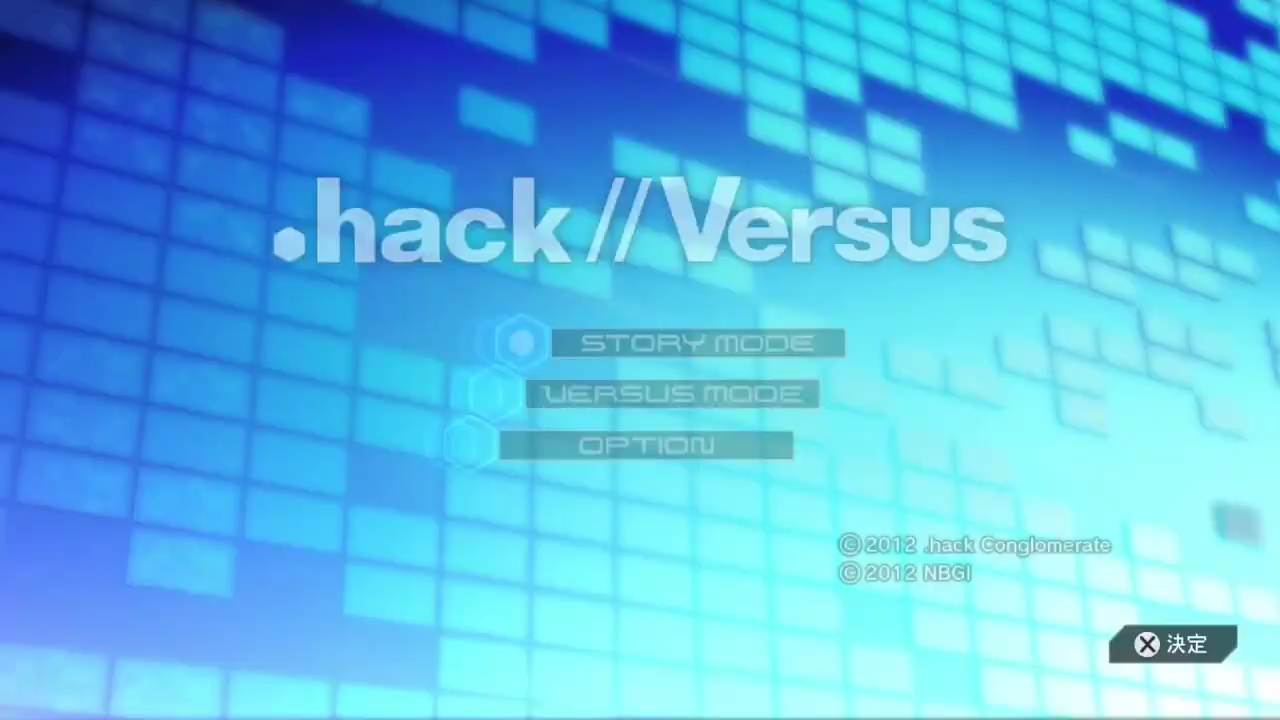 .hack//Versus
STORY MODE
VERSUS MODE
OPTION
© 2012 .hack Conglomerate
© 2012 NBGI
決定